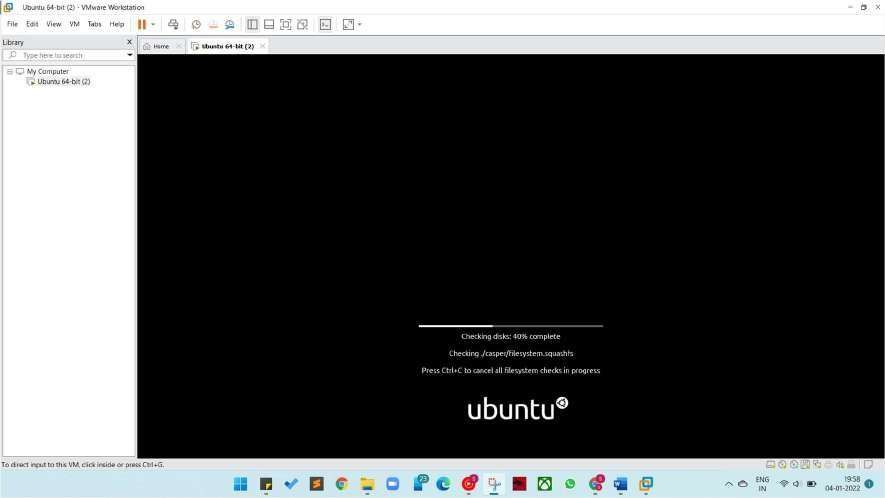 Ubuntu 64-bit (2) - VMware Workstation
File Edit View VM Tabs Help
Library
Home
Ubuntu 64-bit (2)
Type here to search
My Computer
Ubuntu 64-bit (2)
Checking disks: 40% complete
Checking ./casper/filesystem.squashfs
Press Ctrl+C to cancel all filesystem checks in progress
ubuntu
To direct input to this VM, click inside or press Ctrl+G.
23
ENG
IN
19:58
04-01-2022